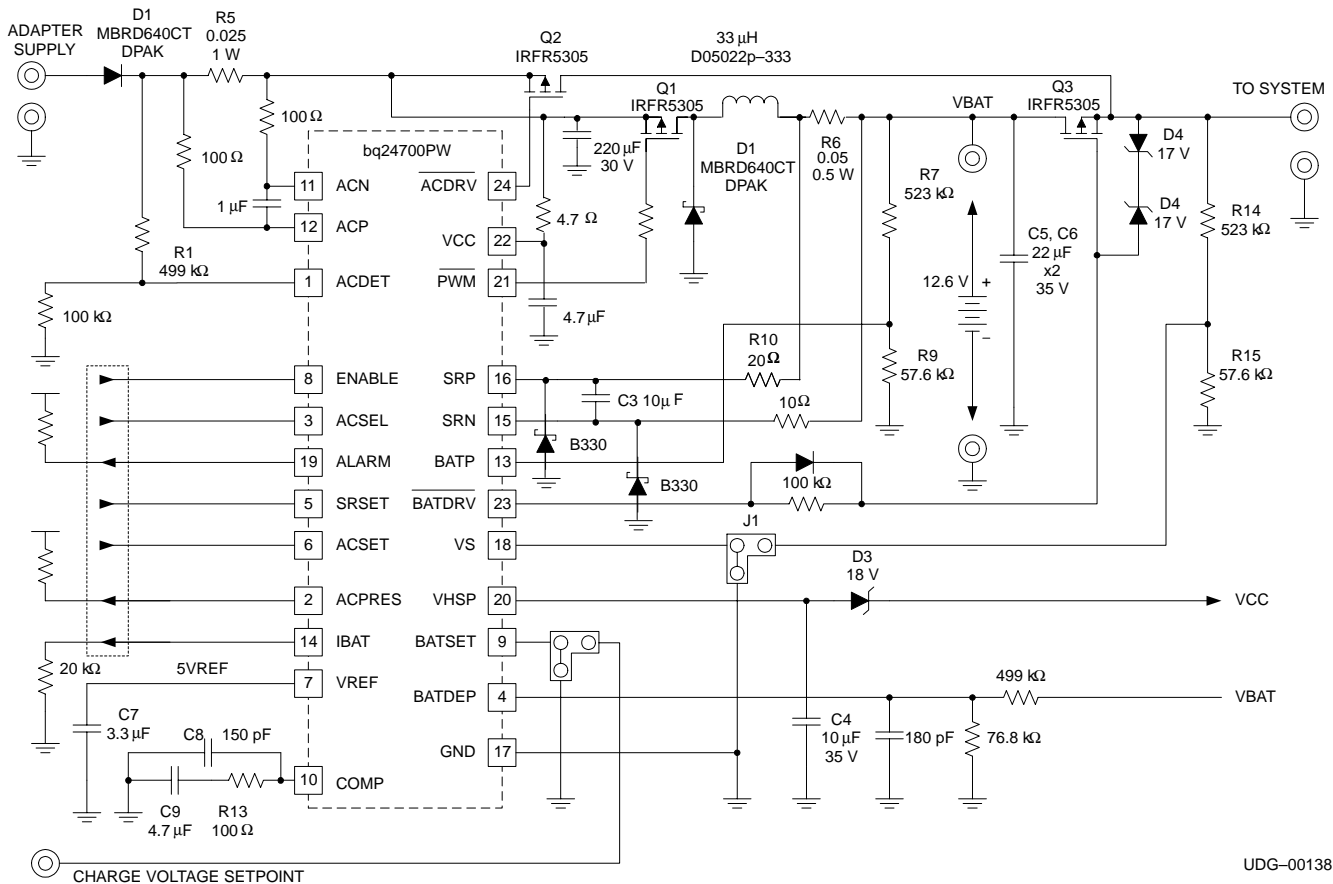 ADAPTER
SUPPLY
D1
MBRD640CT
DPAK
R5
0.025
1 W
Q2
IRFR5305
33 μH
D05022p–333
Q1
IRFR5305
VBAT
Q3
IRFR5305
TO SYSTEM
100 Ω
100 Ω
1 μF
R1
499 kΩ
100 kΩ
bq24700PW
220 μF
30 V
D1
MBRD640CT
DPAK
R6
0.05
0.5 W
R7
523 kΩ
D4
17 V
D4
17 V
R14
523 kΩ
4.7 Ω
4.7 μF
12.6 V
+
–
C5, C6
22 μF
x2
35 V
R9
57.6 kΩ
R15
57.6 kΩ
R10
20 Ω
C3 10μ F
10 Ω
B330
B330
100 kΩ
J1
D3
18 V
VCC
11 ACN
12 ACP
1 ACDET
8 ENABLE
3 ACSEL
19 ALARM
5 SRSET
6 ACSET
2 ACPRES
14 IBAT
7 VREF
10 COMP
ACDRV 24
VCC 22
PWM 21
SRP 16
SRN 15
BATP 13
BATDRV 23
VS 18
VHSP 20
BATSET 9
BATDEP 4
GND 17
20 kΩ
5VREF
C7
3.3 μF
C8
150 pF
C9
4.7 μF
R13
100 Ω
499 kΩ
VBAT
C4
10 μF
35 V
180 pF
76.8 kΩ
CHARGE VOLTAGE SETPOINT
UDG–00138